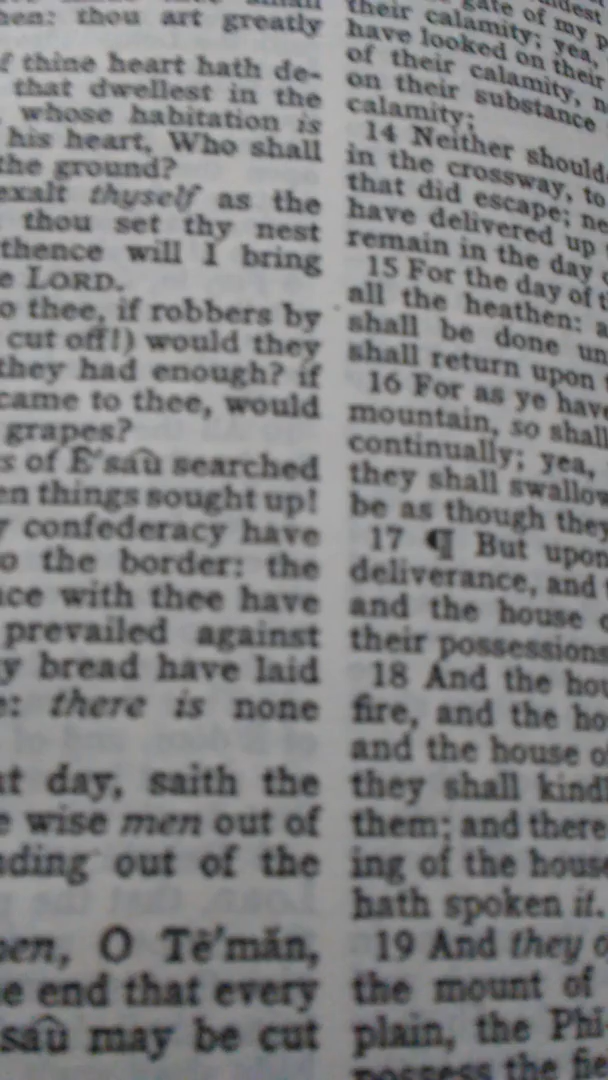 hen: thou art greatly
f thine heart hath de-
that dwellest in the
whose habitation is
his heart, Who shall
the ground?
exalt thyself as the
thou set thy nest
thence will I bring
e LORD.
o thee, if robbers by
cut off!) would they
they had enough? if
came to thee, would
grapes?
s of E'sau̇̂ searched
en things sought up!
y confederacy have
o the border: the
ace with thee have
prevailed against
y bread have laid
e: there is none
at day, saith the
e wise men out of
nding out of the
pen, O Tē'măn,
e end that every
sau̇̂ may be cut
gate of my p
their calamity; yea,
have looked on their
of their calamity, n
on their substance
calamity;
14 Neither should
in the crossway, to
that did escape; ne
have delivered up
remain in the day
15 For the day of t
all the heathen: a
shall be done un
shall return upon
16 For as ye have
mountain, so shall
continually; yea,
they shall swallow
be as though they
17 ¶ But upon
deliverance, and
and the house o
their possessions
18 And the hou
fire, and the ho
and the house o
they shall kindl
them; and there
ing of the house
hath spoken it.
19 And they o
the mount of
plain, the Phi
possess the fie